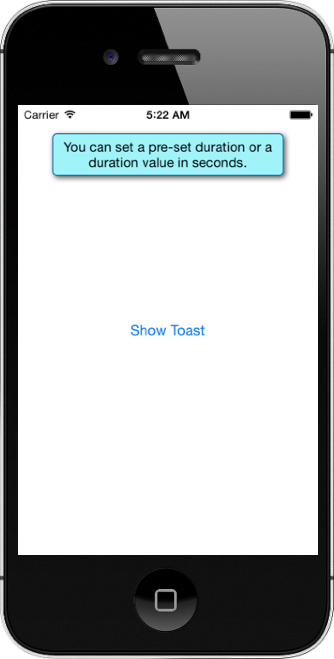 Carrier 5:22 AM
You can set a pre-set duration or a
duration value in seconds.
Show Toast